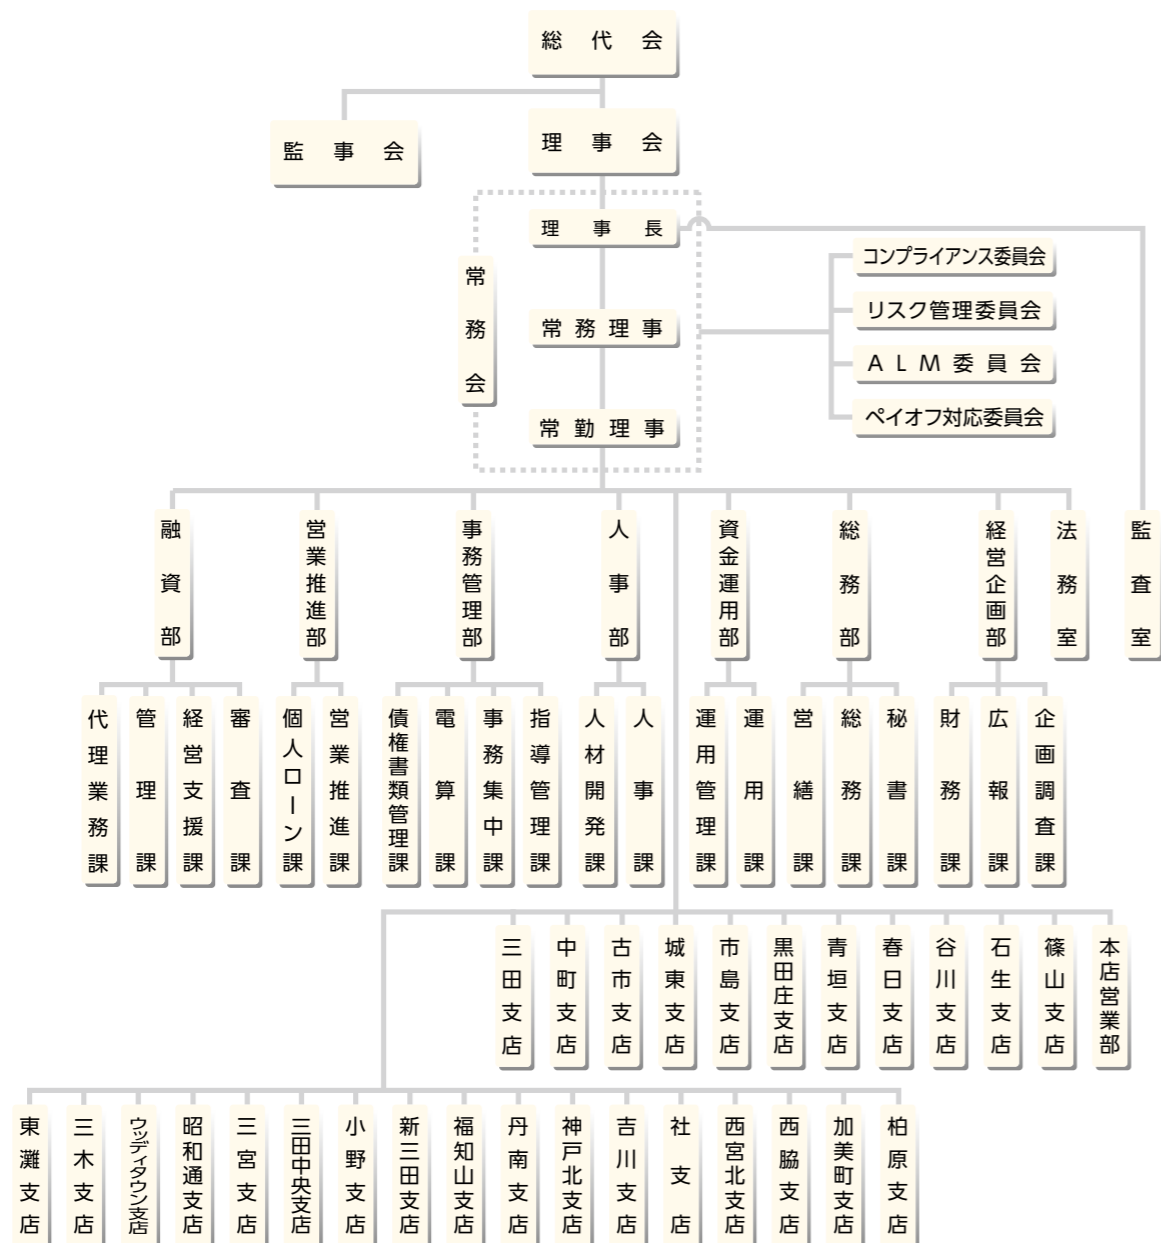 総代会
監事会
理事会
理事長
常務会
コンプライアンス委員会
リスク管理委員会
常務理事
ALM委員会
ペイオフ対応委員会
常勤理事
融資部
営業推進部
事務管理部
人事部
資金運用部
総務部
経営企画部
法務室
監査室
代理業務課
管理課
経営支援課
審査課
個人ローン課
営業推進課
債権書類管理課
電算課
事務集中課
指導管理課
人材開発課
人事課
運用管理課
運用課
営繕課
総務課
秘書課
財務課
広報課
企画調査課
三田支店
中町支店
古市支店
城東支店
市島支店
黒田庄支店
青垣支店
春日支店
谷川支店
石生支店
篠山支店
本店営業部
東灘支店
三木支店
ウッディタウン支店
昭和通支店
三宮支店
三田中央支店
小野支店
新三田支店
福知山支店
丹南支店
神戸北支店
吉川支店
社支店
西宮北支店
西脇支店
加美町支店
柏原支店